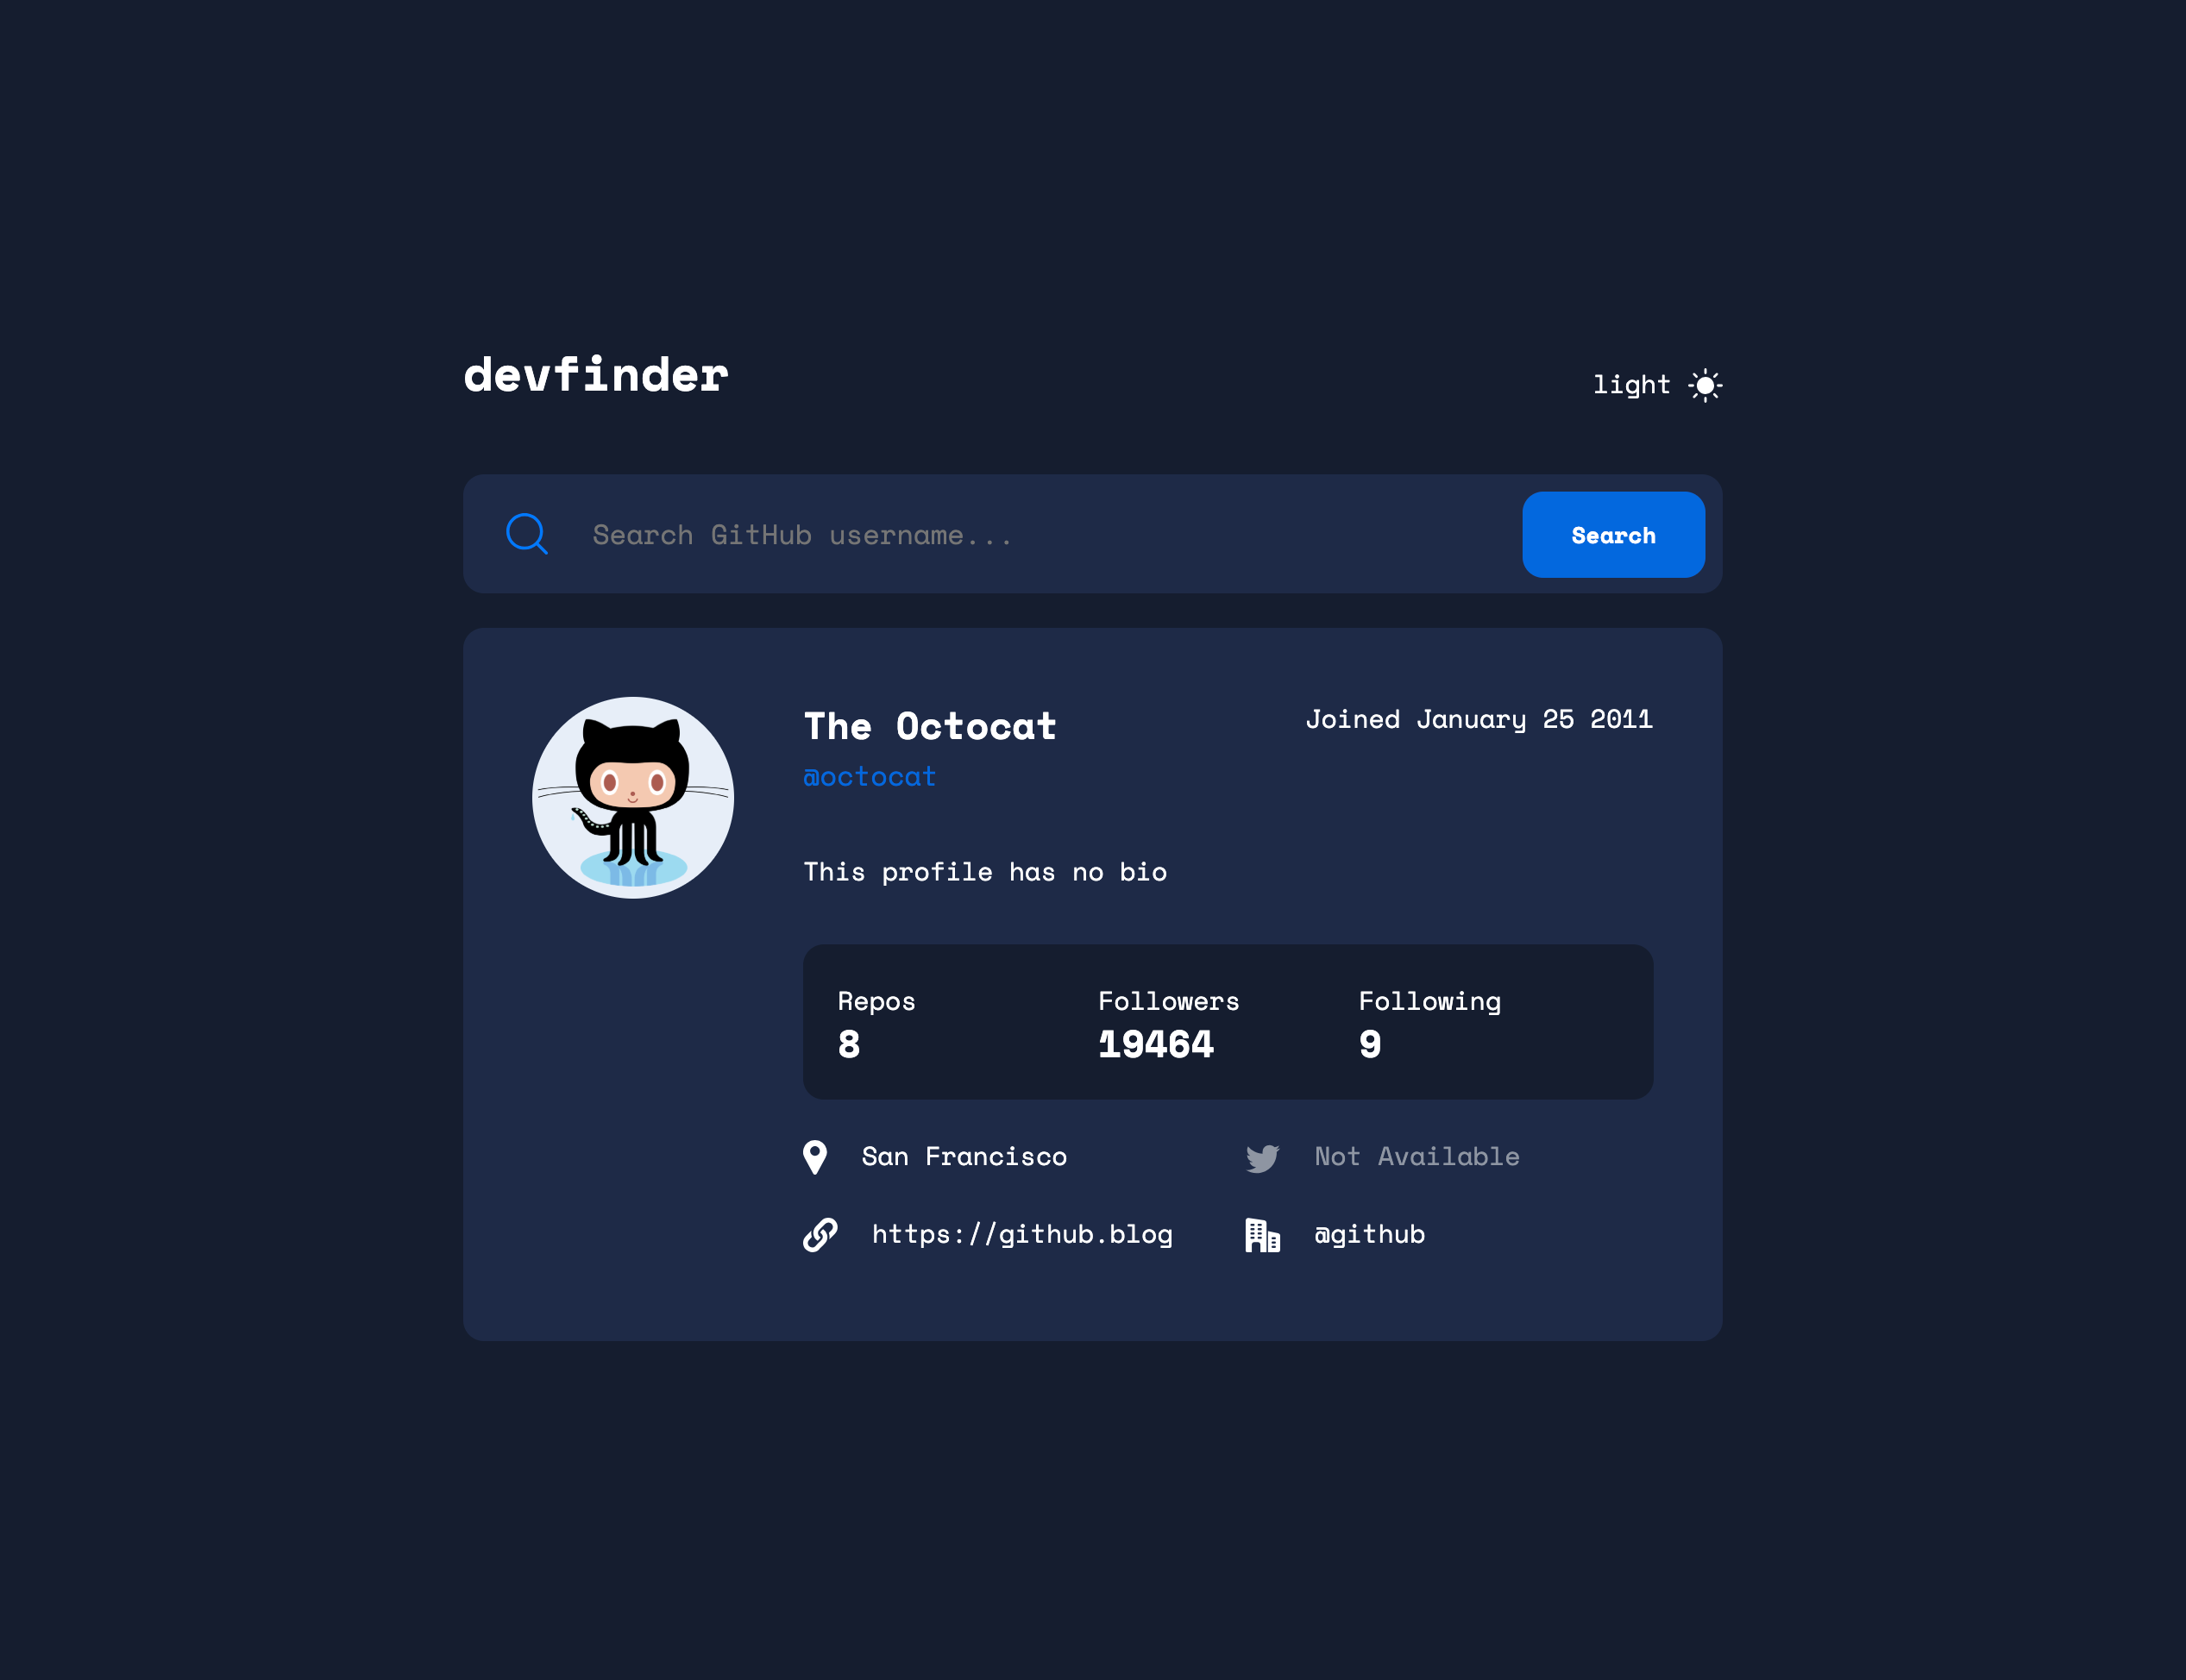 devfinder
light
Search GitHub username...
Search
The Octocat
Joined January 25 2011
@octocat
This profile has no bio
Repos
Followers
Following
8
19464
9
San Francisco
Not Available
https://github.blog
@github